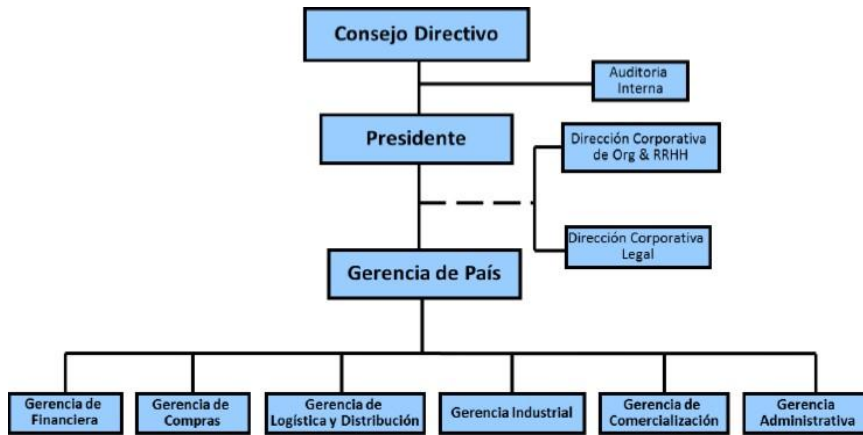 Consejo Directivo
Auditoria
Interna
Presidente
Dirección Corporativa
de Org & RRHH
Dirección Corporativa
Legal
Gerencia de País
Gerencia de
Financiera
Gerencia de
Compras
Gerencia de
Logística y Distribución
Gerencia Industrial
Gerencia de
Comercialización
Gerencia
Administrativa